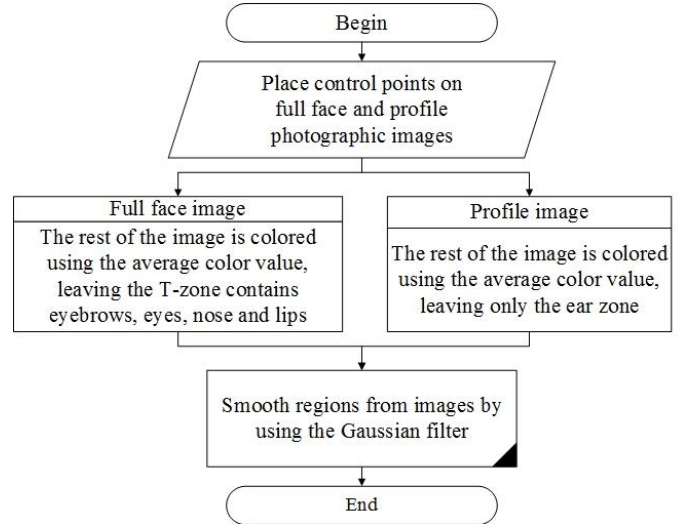 Begin
Place control points on
full face and profile
photographic images
Full face image
The rest of the image is colored
using the average color value,
leaving the T-zone contains
eyebrows, eyes, nose and lips
Profile image
The rest of the image is colored
using the average color value,
leaving only the ear zone
Smooth regions from images by
using the Gaussian filter
End